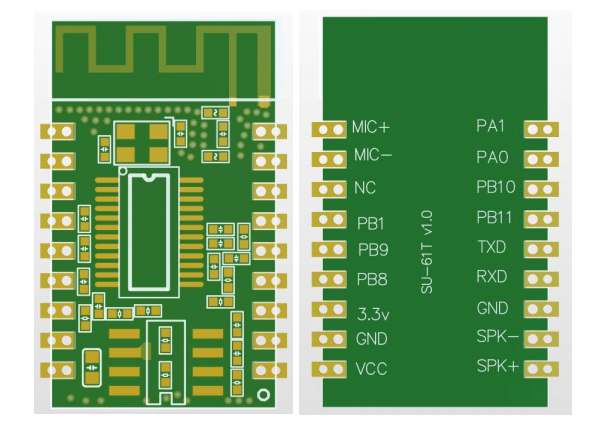 MIC+ PA1
MIC− PA0
NC PB10
PB1 PB11
PB9 TXD
PB8 RXD
3.3v GND
GND SPK−
VCC SPK+
SU−61T v1.0